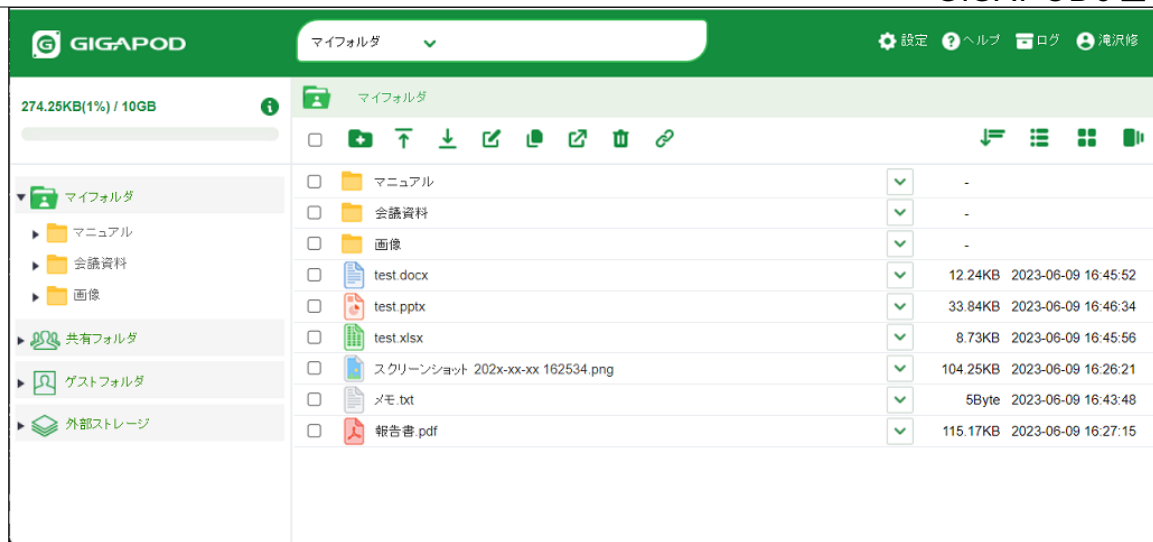 GIGAPOD
マイフォルダ
設定 ヘルプ ログ 滝沢修
274.25KB(1%) / 10GB
マイフォルダ
マイフォルダ
マニュアル
会議資料
画像
共有フォルダ
ゲストフォルダ
外部ストレージ
マニュアル -
会議資料 -
画像 -
test.docx 12.24KB 2023-06-09 16:45:52
test.pptx 33.84KB 2023-06-09 16:46:34
test.xlsx 8.73KB 2023-06-09 16:45:56
スクリーンショット 202x-xx-xx 162534.png 104.25KB 2023-06-09 16:26:21
メモ.txt 5Byte 2023-06-09 16:43:48
報告書.pdf 115.17KB 2023-06-09 16:27:15